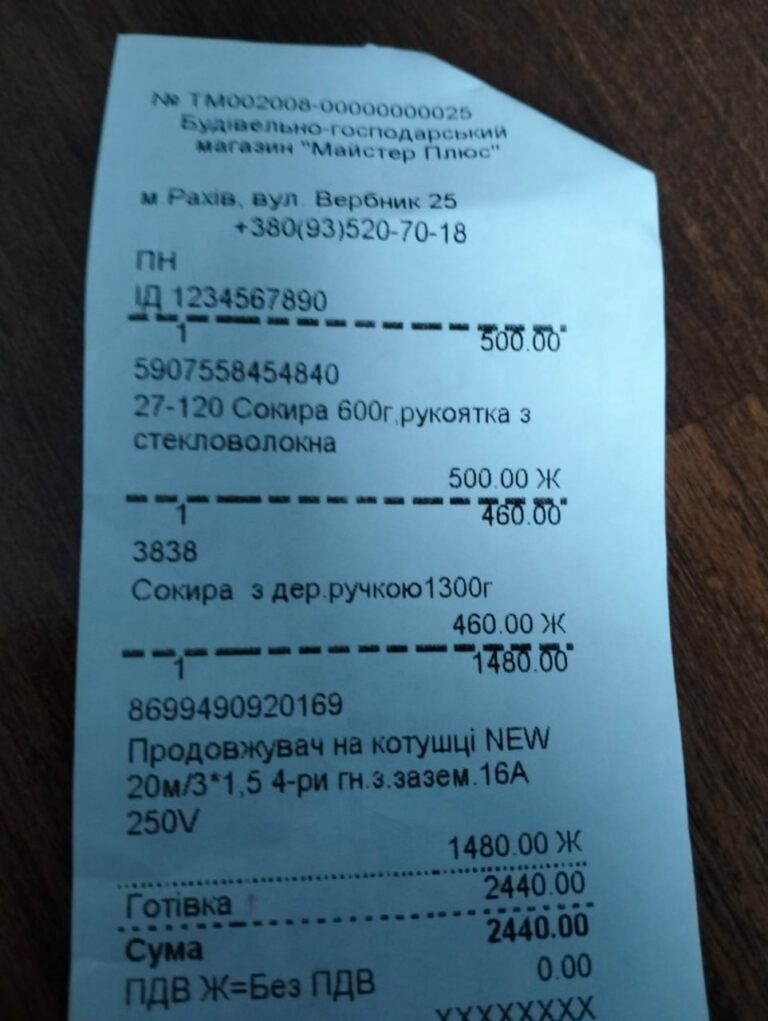 № ТМ002008-00000000025
Будівельно-господарський
магазин "Майстер Плюс"
м.Рахів, вул. Вербник 25
+380(93)520-70-18
ПН
ІД 1234567890
1 500.00
5907558454840
27-120 Сокира 600г,рукоятка з
стекловолокна
500.00 Ж
1 460.00
3838
Сокира з дер.ручкою1300г
460.00 Ж
1 1480.00
8699490920169
Продовжувач на котушці NEW
20м/3*1,5 4-ри гн.з.зазем.16А
250V
1480.00 Ж
Готівка 2440.00
Сума 2440.00
ПДВ Ж=Без ПДВ 0.00
XXXXXXXX